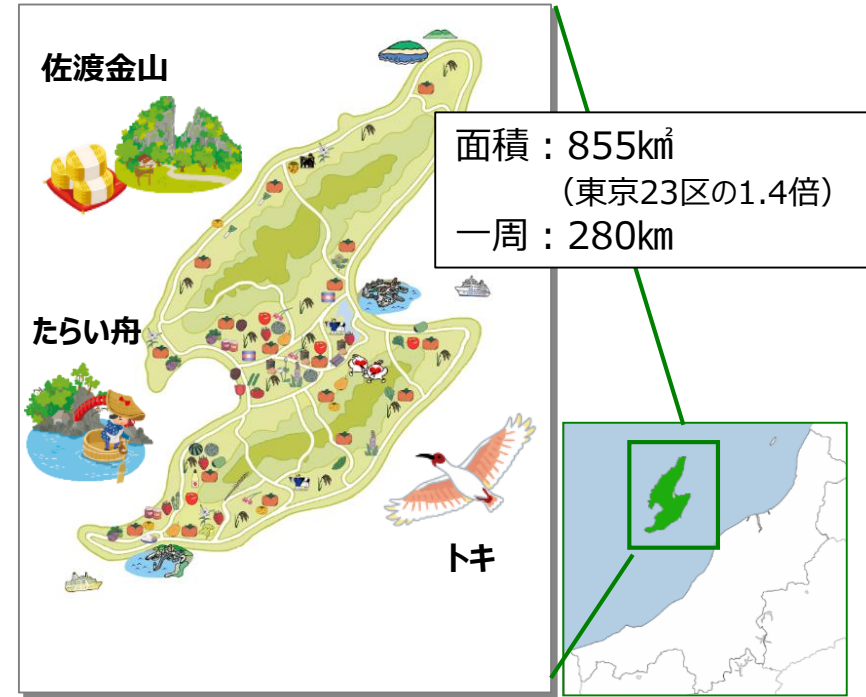 佐渡金山
面積：855㎢
（東京23区の1.4倍）
一周：280㎞
たらい舟
トキ